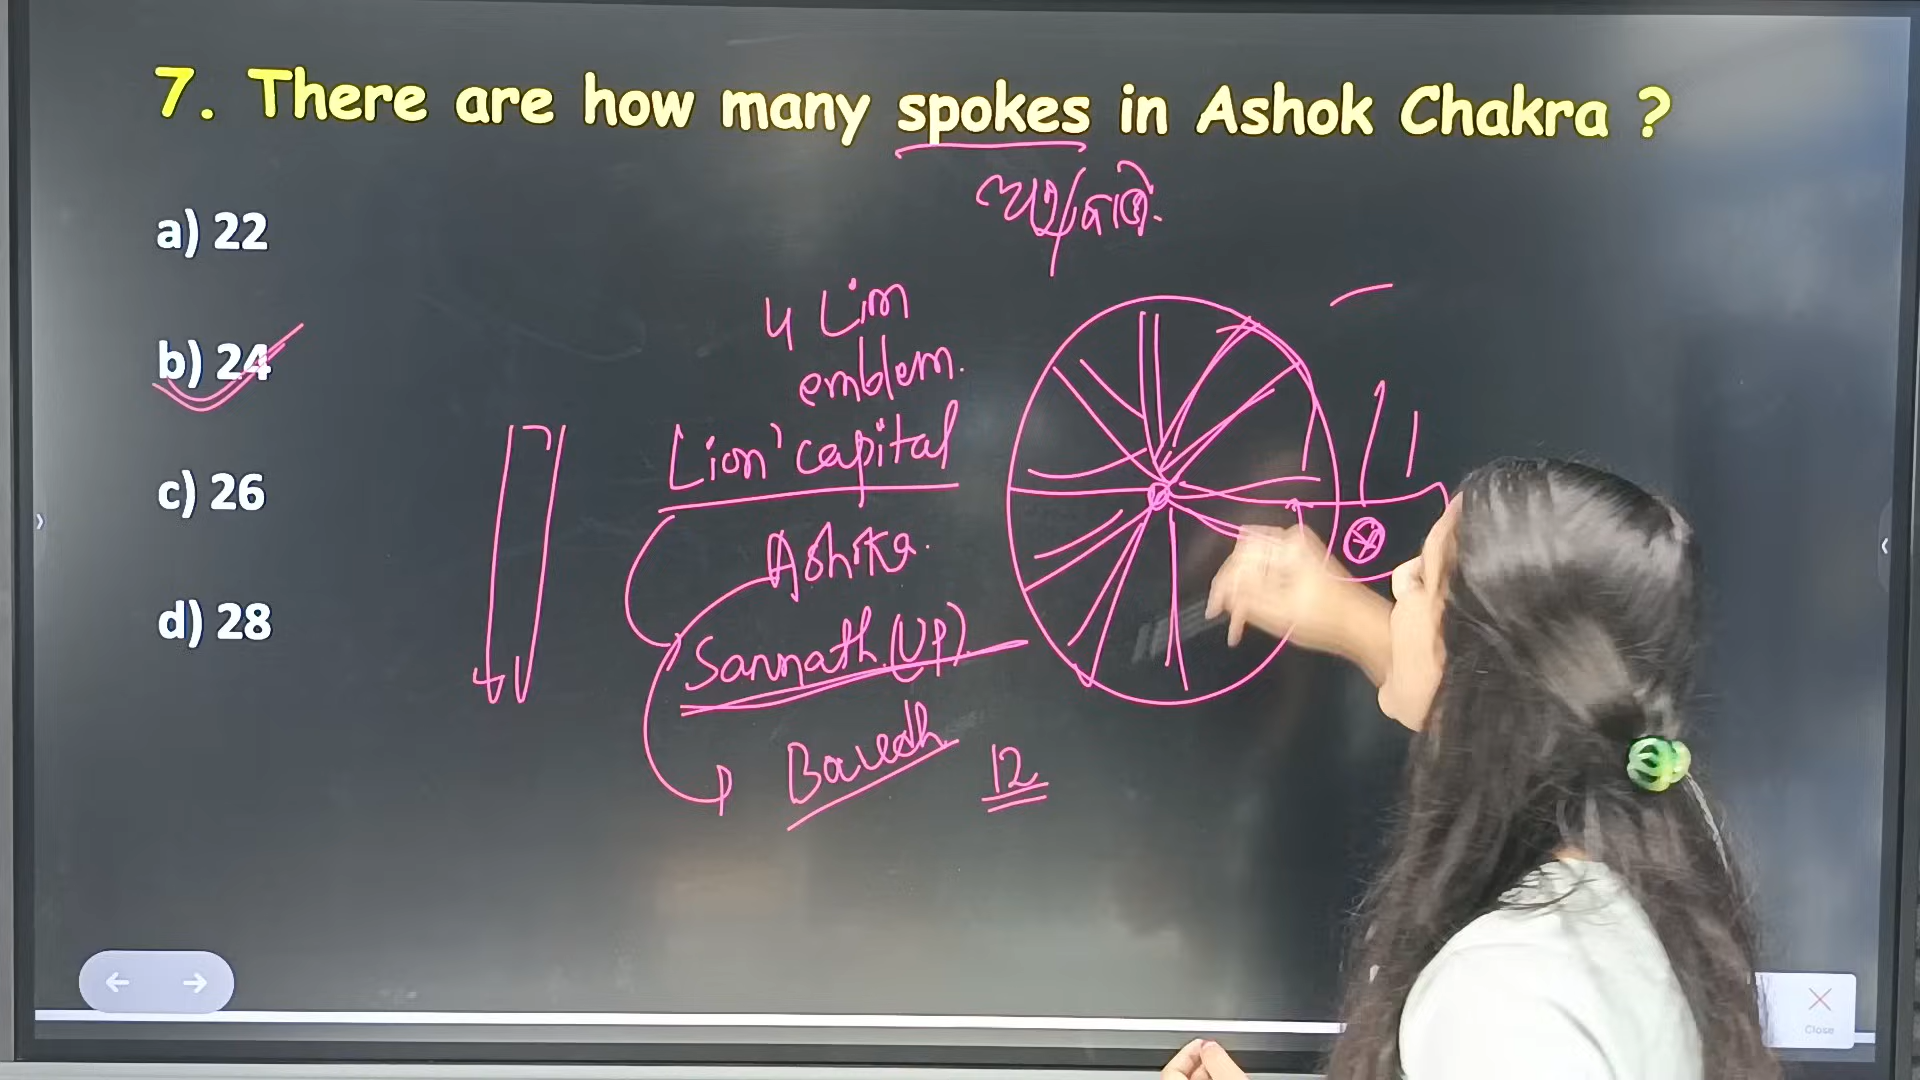 7. There are how many spokes in Ashok Chakra ?
a) 22
b) 24
c) 26
d) 28
4 Lion
emblem.
Lion' capital
Ashoka.
Sarnath.(UP).
12
Close